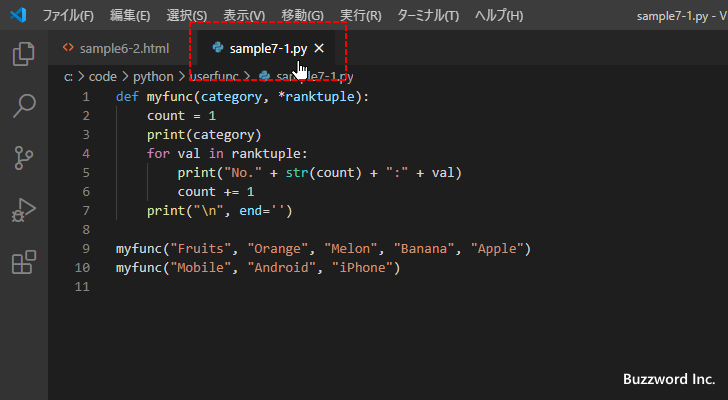 ファイル(F) 編集(E) 選択(S) 表示(V) 移動(G) 実行(R) ターミナル(T) ヘルプ(H) sample7-1.py - V
sample6-2.html sample7-1.py
c: > code > python > userfunc > sample7-1.py
1 def myfunc(category, *ranktuple):
2 count = 1
3 print(category)
4 for val in ranktuple:
5 print("No." + str(count) + ":" + val)
6 count += 1
7 print("\n", end='')
8
9 myfunc("Fruits", "Orange", "Melon", "Banana", "Apple")
10 myfunc("Mobile", "Android", "iPhone")
11
Buzzword Inc.